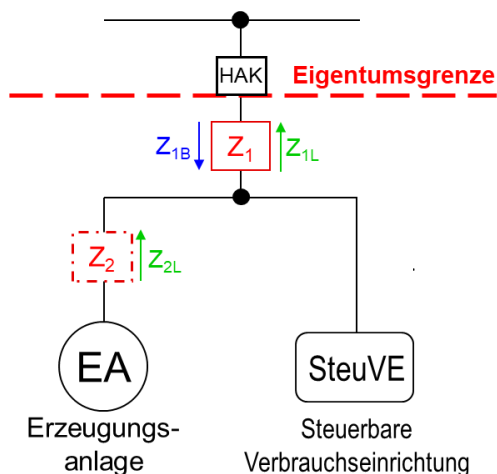 HAK
Eigentumsgrenze
Z1B
Z1
Z1L
Z2
Z2L
EA
SteuVE
Erzeugungs-
anlage
Steuerbare
Verbrauchseinrichtung